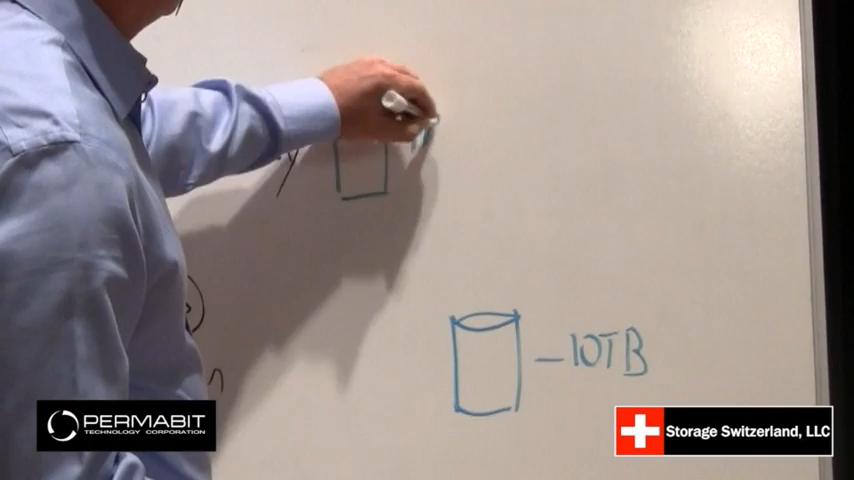 y
– 10TB
PERMABIT
TECHNOLOGY CORPORATION
Storage Switzerland, LLC